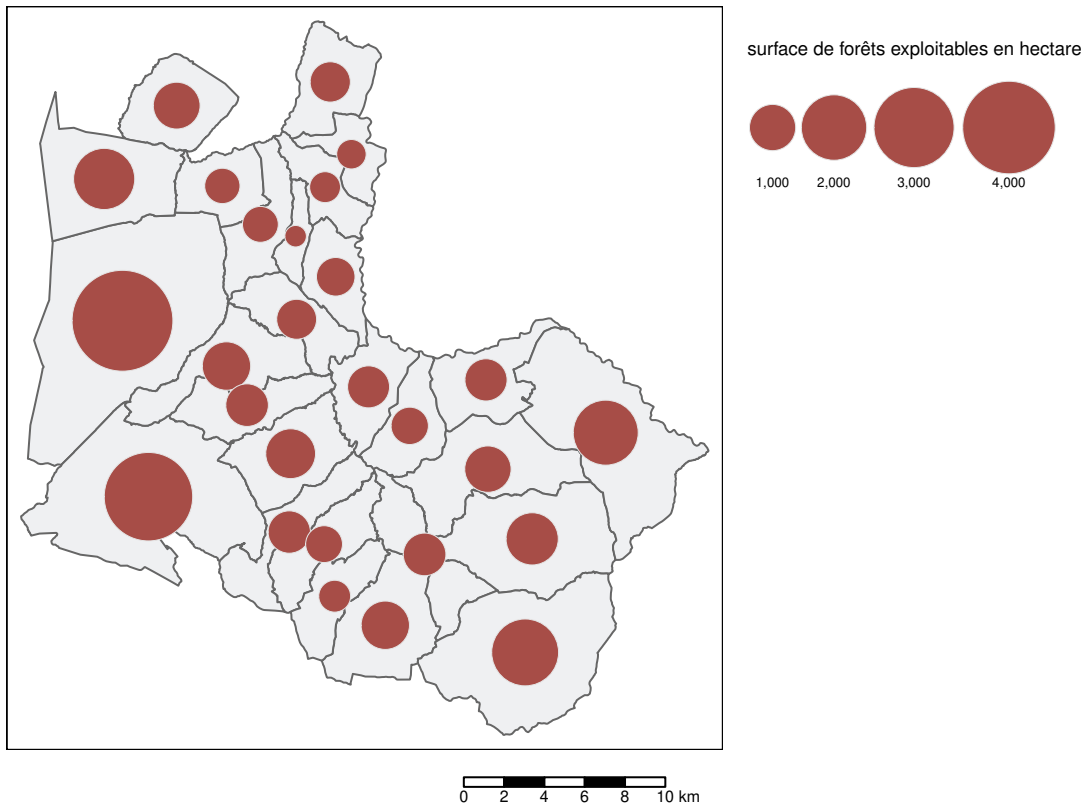 surface de forêts exploitables en hectare
1,000 2,000 3,000 4,000
0 2 4 6 8 10 km